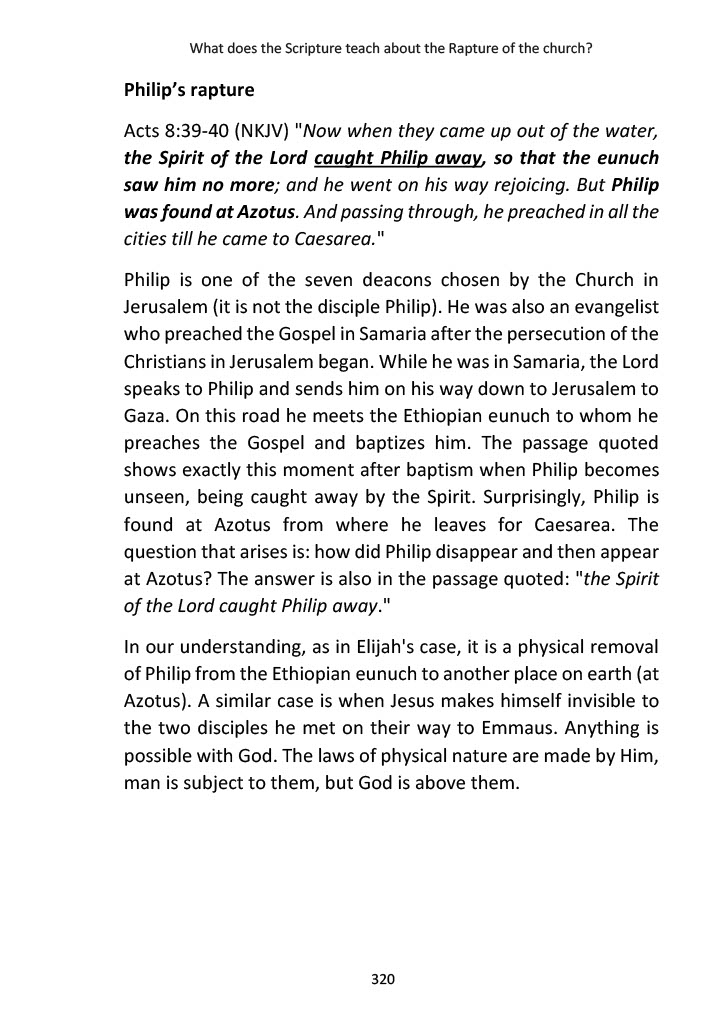 What does the Scripture teach about the Rapture of the church?
Philip’s rapture
Acts 8:39-40 (NKJV) "Now when they came up out of the water,
the Spirit of the Lord caught Philip away, so that the eunuch
saw him no more; and he went on his way rejoicing. But Philip
was found at Azotus. And passing through, he preached in all the
cities till he came to Caesarea."
Philip is one of the seven deacons chosen by the Church in
Jerusalem (it is not the disciple Philip). He was also an evangelist
who preached the Gospel in Samaria after the persecution of the
Christians in Jerusalem began. While he was in Samaria, the Lord
speaks to Philip and sends him on his way down to Jerusalem to
Gaza. On this road he meets the Ethiopian eunuch to whom he
preaches the Gospel and baptizes him. The passage quoted
shows exactly this moment after baptism when Philip becomes
unseen, being caught away by the Spirit. Surprisingly, Philip is
found at Azotus from where he leaves for Caesarea. The
question that arises is: how did Philip disappear and then appear
at Azotus? The answer is also in the passage quoted: "the Spirit
of the Lord caught Philip away."
In our understanding, as in Elijah's case, it is a physical removal
of Philip from the Ethiopian eunuch to another place on earth (at
Azotus). A similar case is when Jesus makes himself invisible to
the two disciples he met on their way to Emmaus. Anything is
possible with God. The laws of physical nature are made by Him,
man is subject to them, but God is above them.
320